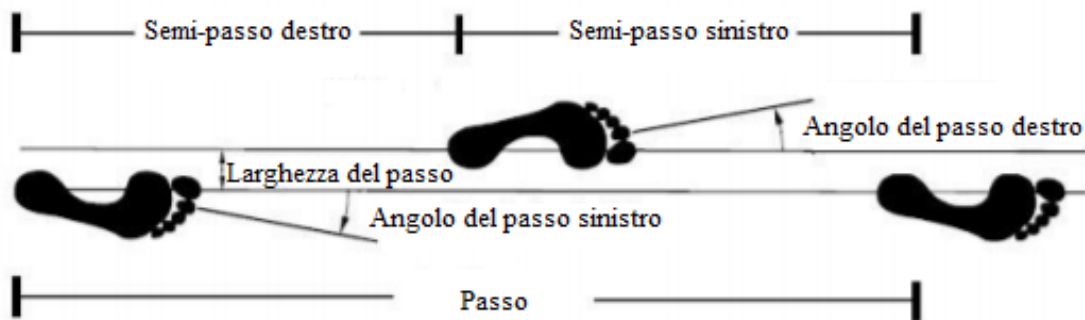 Semi-passo destro
Semi-passo sinistro
Angolo del passo destro
Larghezza del passo
Angolo del passo sinistro
Passo